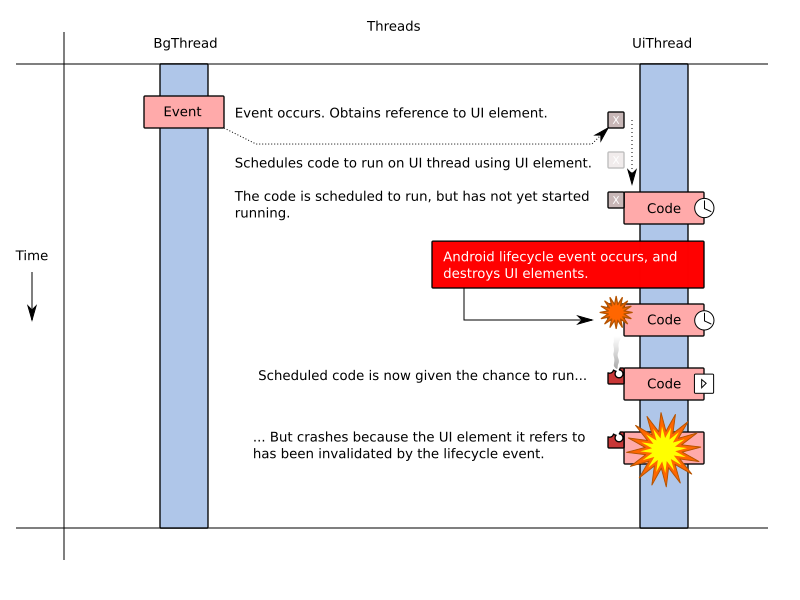 Threads
BgThread
UiThread
Event
Event occurs. Obtains reference to UI element.
X
Schedules code to run on UI thread using UI element.
X
The code is scheduled to run, but has not yet started
running.
X
Code
Time
Android lifecycle event occurs, and
destroys UI elements.
Code
Scheduled code is now given the chance to run...
Code
... But crashes because the UI element it refers to
has been invalidated by the lifecycle event.